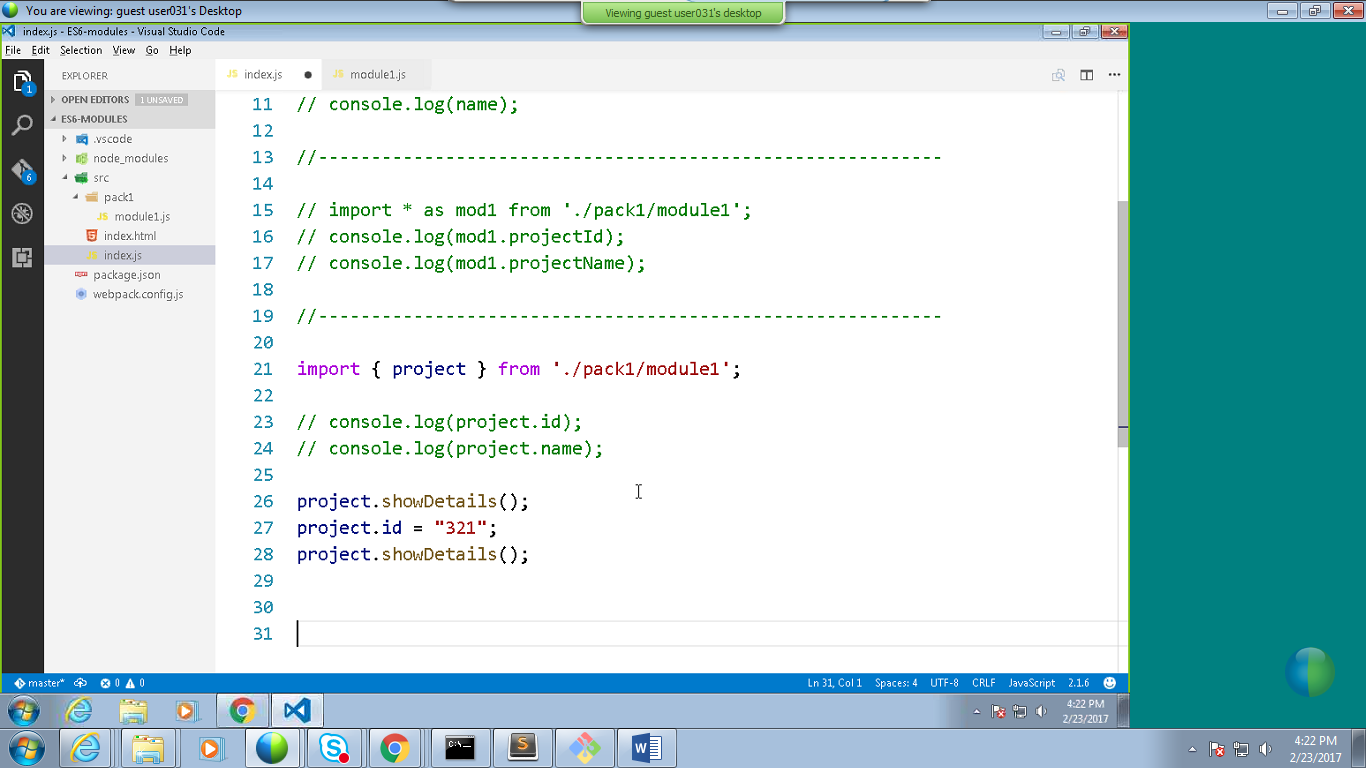 You are viewing: guest user031's Desktop
Viewing guest user031's desktop
index.js - ES6-modules - Visual Studio Code
File Edit Selection View Go Help
EXPLORER
OPEN EDITORS 1 UNSAVED
ES6-MODULES
.vscode
node_modules
src
pack1
JS module1.js
index.html
JS index.js
package.json
webpack.config.js
1
6
JS index.js
JS module1.js
11 // console.log(name);
12
13 //-----------------------------------------------------------
14
15 // import * as mod1 from './pack1/module1';
16 // console.log(mod1.projectId);
17 // console.log(mod1.projectName);
18
19 //-----------------------------------------------------------
20
21 import { project } from './pack1/module1';
22
23 // console.log(project.id);
24 // console.log(project.name);
25
26 project.showDetails();
27 project.id = "321";
28 project.showDetails();
29
30
31
master* 0 0 Ln 31, Col 1 Spaces: 4 UTF-8 CRLF JavaScript 2.1.6
4:22 PM
2/23/2017
4:22 PM
2/23/2017